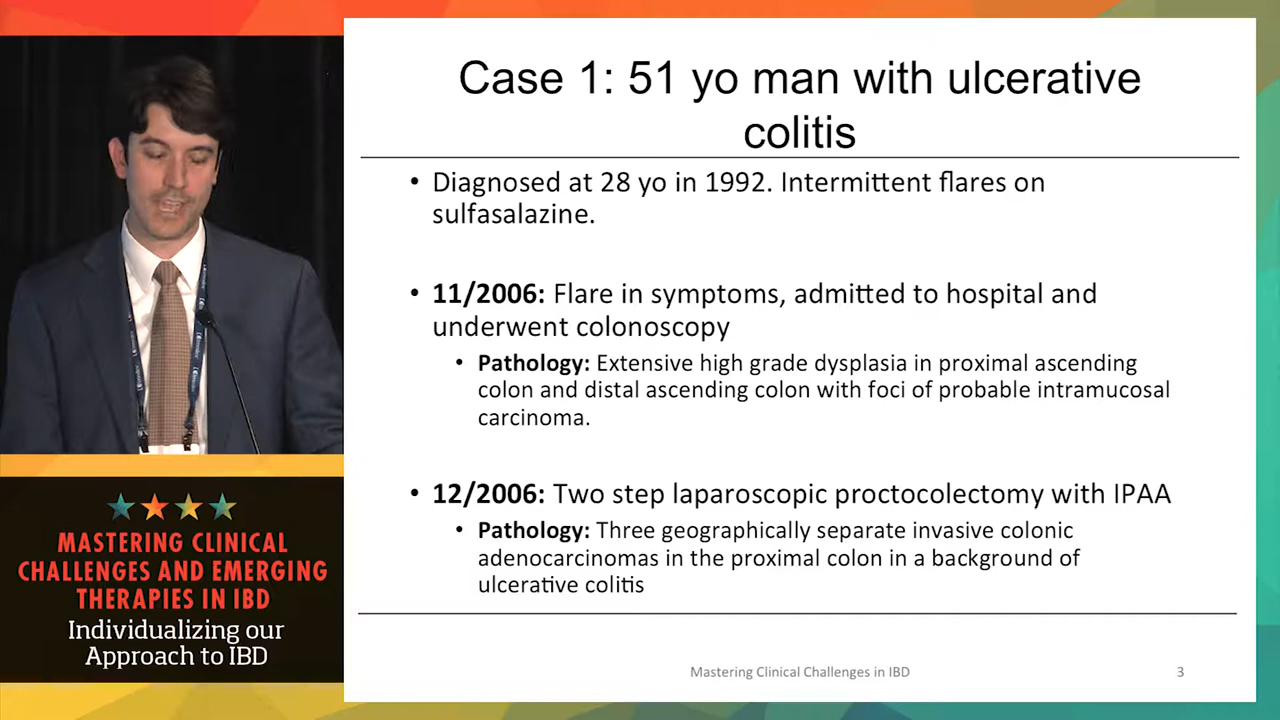 Case 1: 51 yo man with ulcerative
colitis
• Diagnosed at 28 yo in 1992. Intermittent flares on
sulfasalazine.
• 11/2006: Flare in symptoms, admitted to hospital and
underwent colonoscopy
• Pathology: Extensive high grade dysplasia in proximal ascending
colon and distal ascending colon with foci of probable intramucosal
carcinoma.
• 12/2006: Two step laparoscopic proctocolectomy with IPAA
• Pathology: Three geographically separate invasive colonic
adenocarcinomas in the proximal colon in a background of
ulcerative colitis
Mastering Clinical Challenges in IBD
3
MASTERING CLINICAL
CHALLENGES AND EMERGING
THERAPIES IN IBD
Individualizing our
Approach to IBD